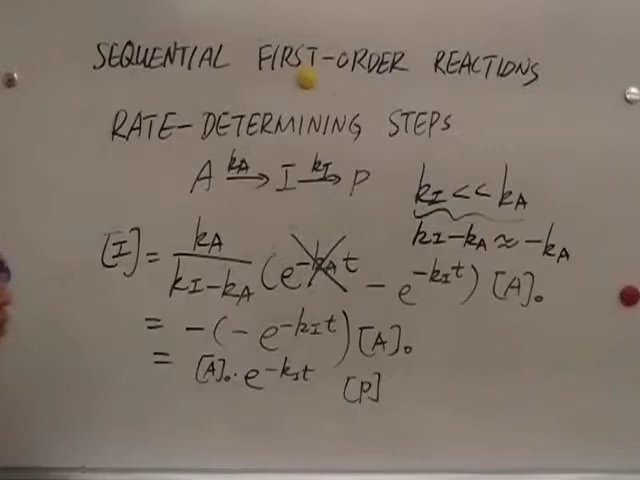 SEQUENTIAL FIRST-ORDER REACTIONS
RATE-DETERMINING STEPS
A →(kA) I →(kI) P
kI << kA
kI-kA ≈ -kA
[I] = kA/(kI-kA) (e^-kAt - e^-kIt) [A]₀
= -(-e^-kIt) [A]₀
= [A]₀ · e^-kIt [P]